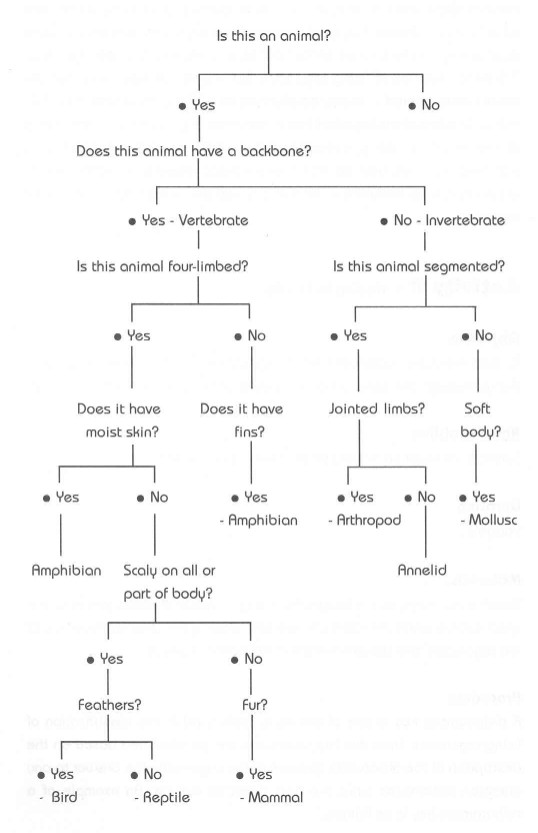 Is this an animal?
• Yes • No
Does this animal have a backbone?
• Yes - Vertebrate • No - Invertebrate
Is this animal four-limbed? Is this animal segmented?
• Yes • No • Yes • No
Does it have Does it have Jointed limbs? Soft
moist skin? fins? body?
• Yes • No • Yes • Yes • No • Yes
- Amphibian - Arthropod - Mollusc
Amphibian Scaly on all or Annelid
part of body?
• Yes • No
Feathers? Fur?
• Yes • No • Yes
- Bird - Reptile - Mammal